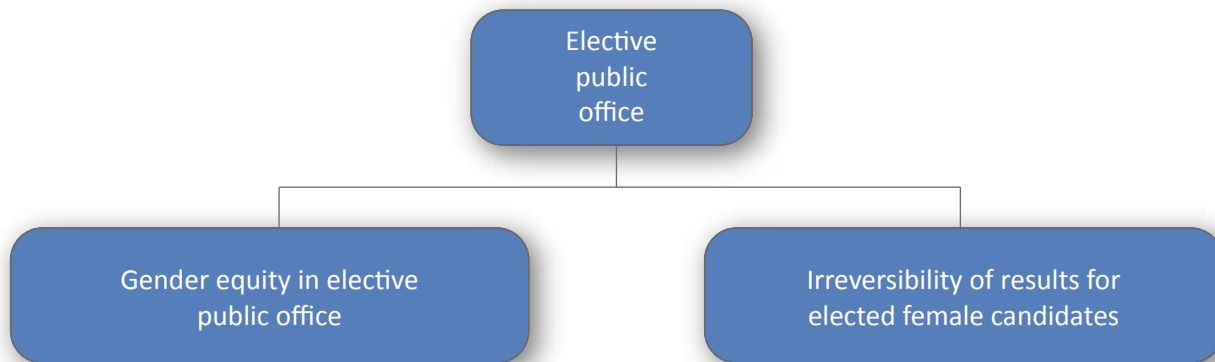 Elective
public
office
Gender equity in elective
public office
Irreversibility of results for
elected female candidates